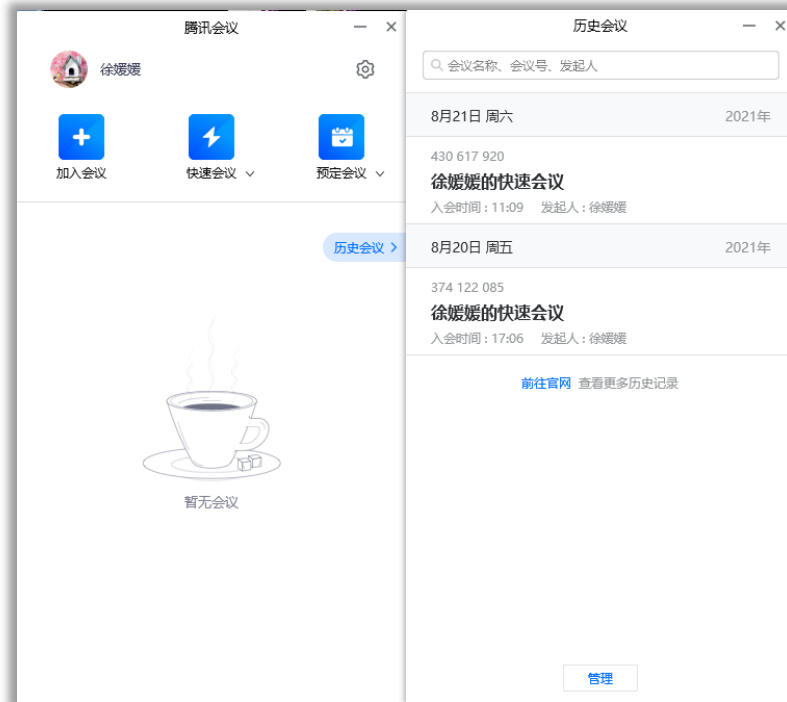 腾讯会议
徐媛媛
加入会议
快速会议
预定会议
历史会议
暂无会议
历史会议
会议名称、会议号、发起人
8月21日 周六 2021年
430 617 920
徐媛媛的快速会议
入会时间 : 11:09 发起人 : 徐媛媛
8月20日 周五 2021年
374 122 085
徐媛媛的快速会议
入会时间 : 17:06 发起人 : 徐媛媛
前往官网 查看更多历史记录
管理